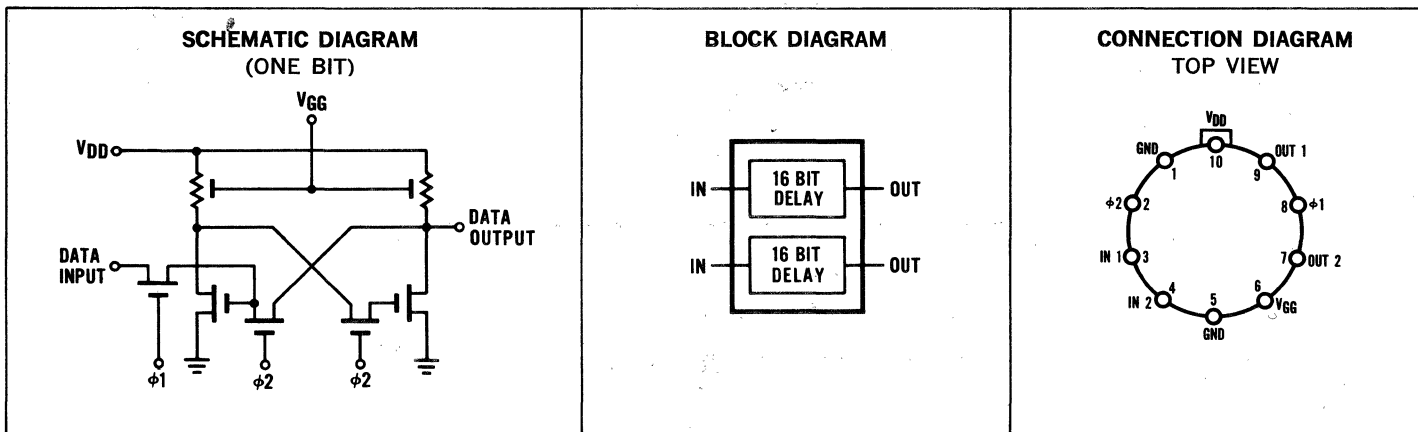 SCHEMATIC DIAGRAM
(ONE BIT)
VGG
VDD
DATA
OUTPUT
DATA
INPUT
φ1
φ2
φ2
BLOCK DIAGRAM
IN
16 BIT
DELAY
OUT
IN
16 BIT
DELAY
OUT
CONNECTION DIAGRAM
TOP VIEW
VDD
GND
10
OUT 1
1
9
φ2 2
8 φ1
IN 1 3
7 OUT 2
4
5
6
IN 2
VGG
GND